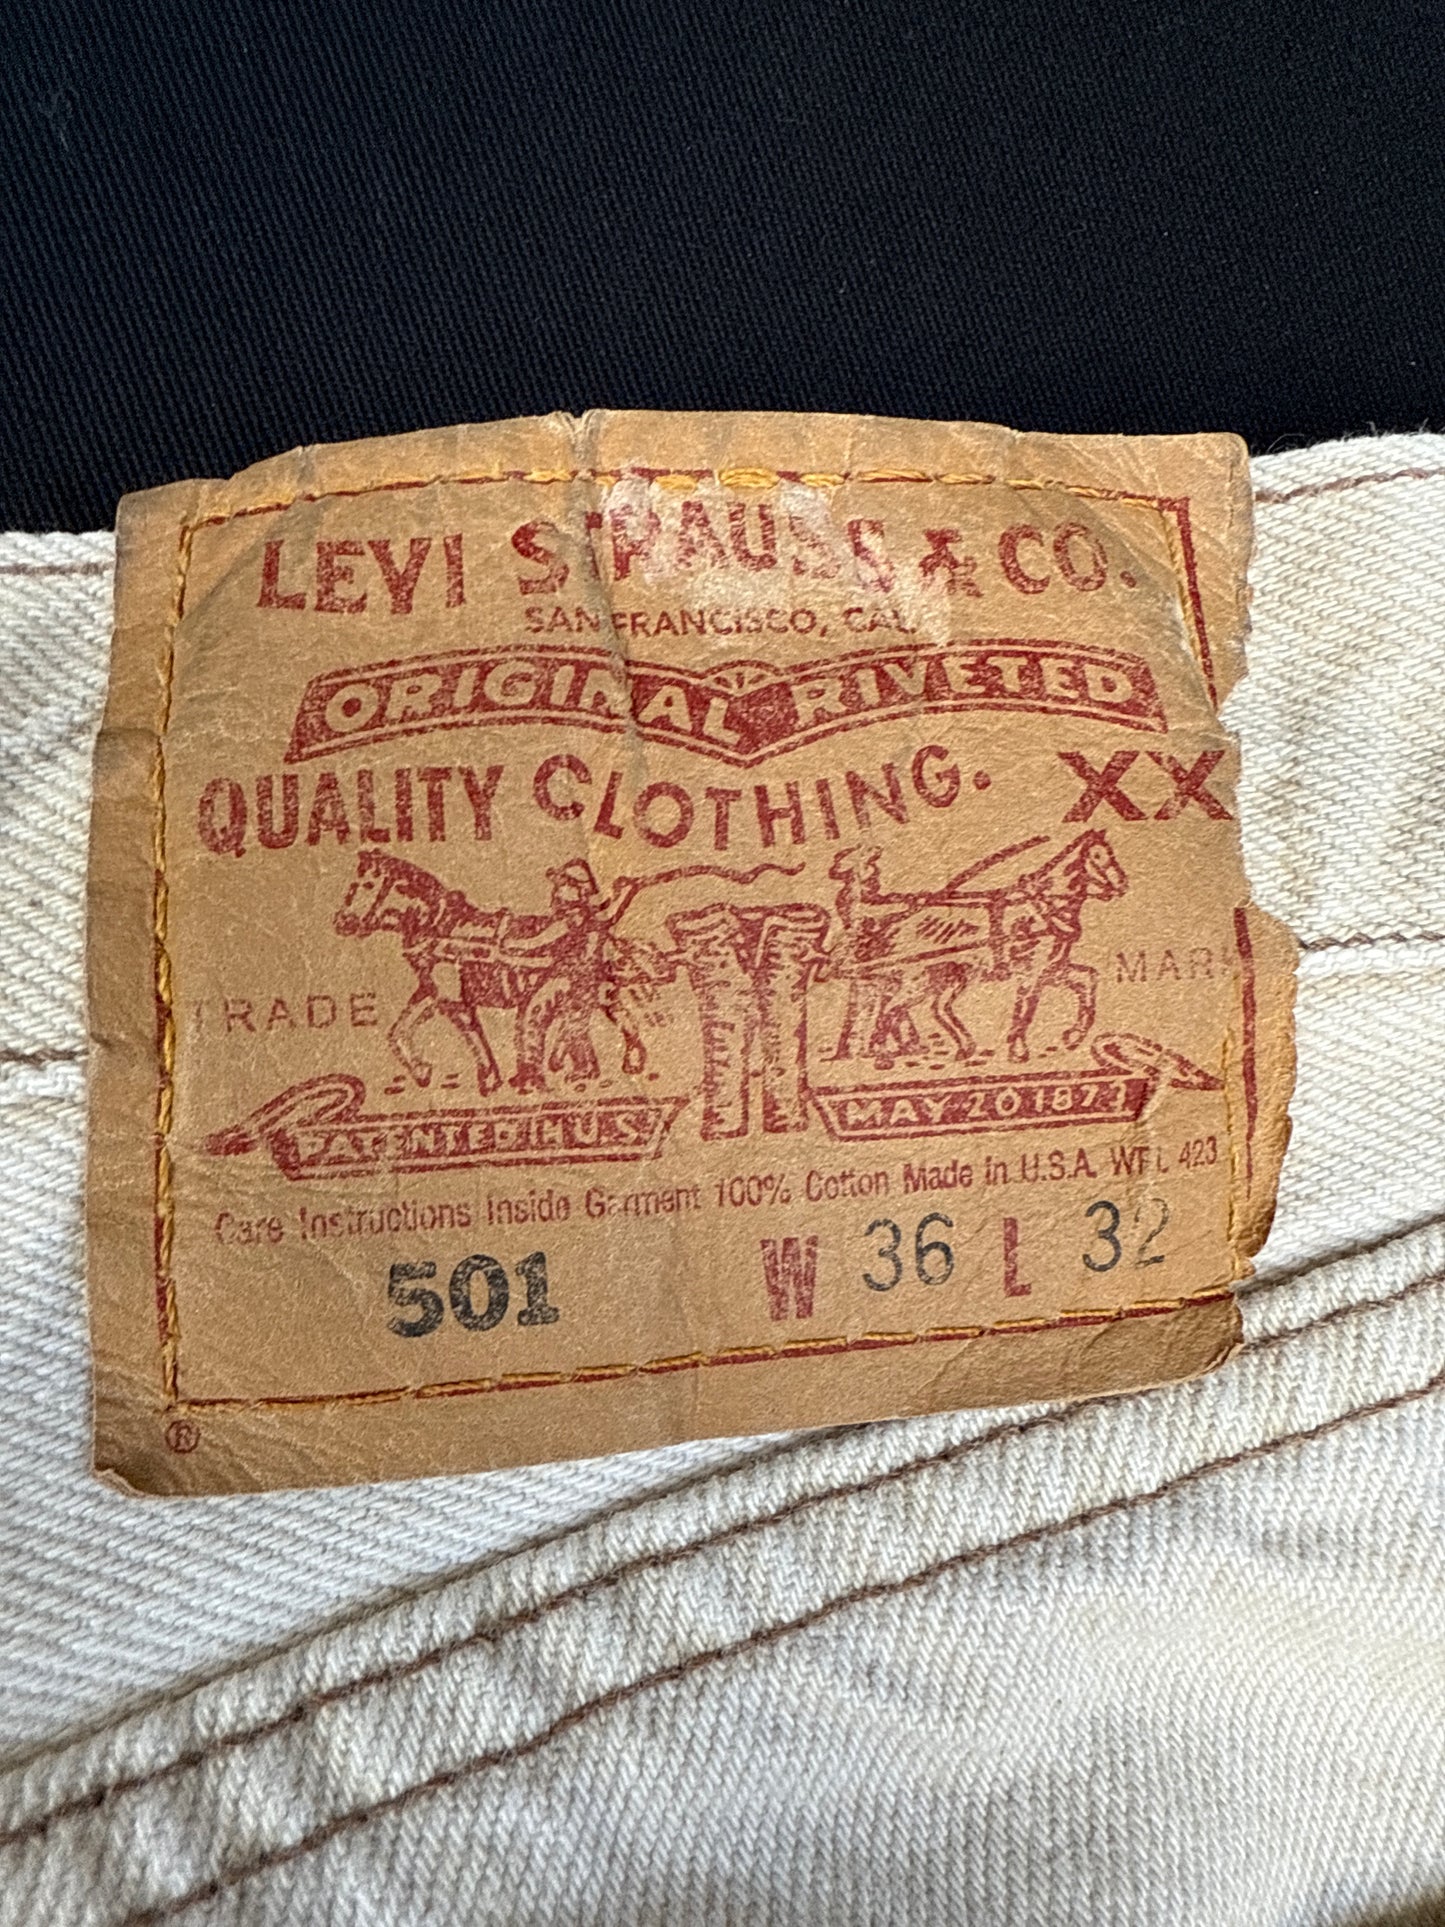 LEVI STRAUSS & CO.
SAN FRANCISCO, CAL.
ORIGINAL RIVETED
QUALITY CLOTHING. XX
TRADE MARK
PATENTED IN U.S. MAY 20 1873
Care Instructions Inside Garment 100% Cotton Made in U.S.A. WPL 423
501 W 36 L 32
®